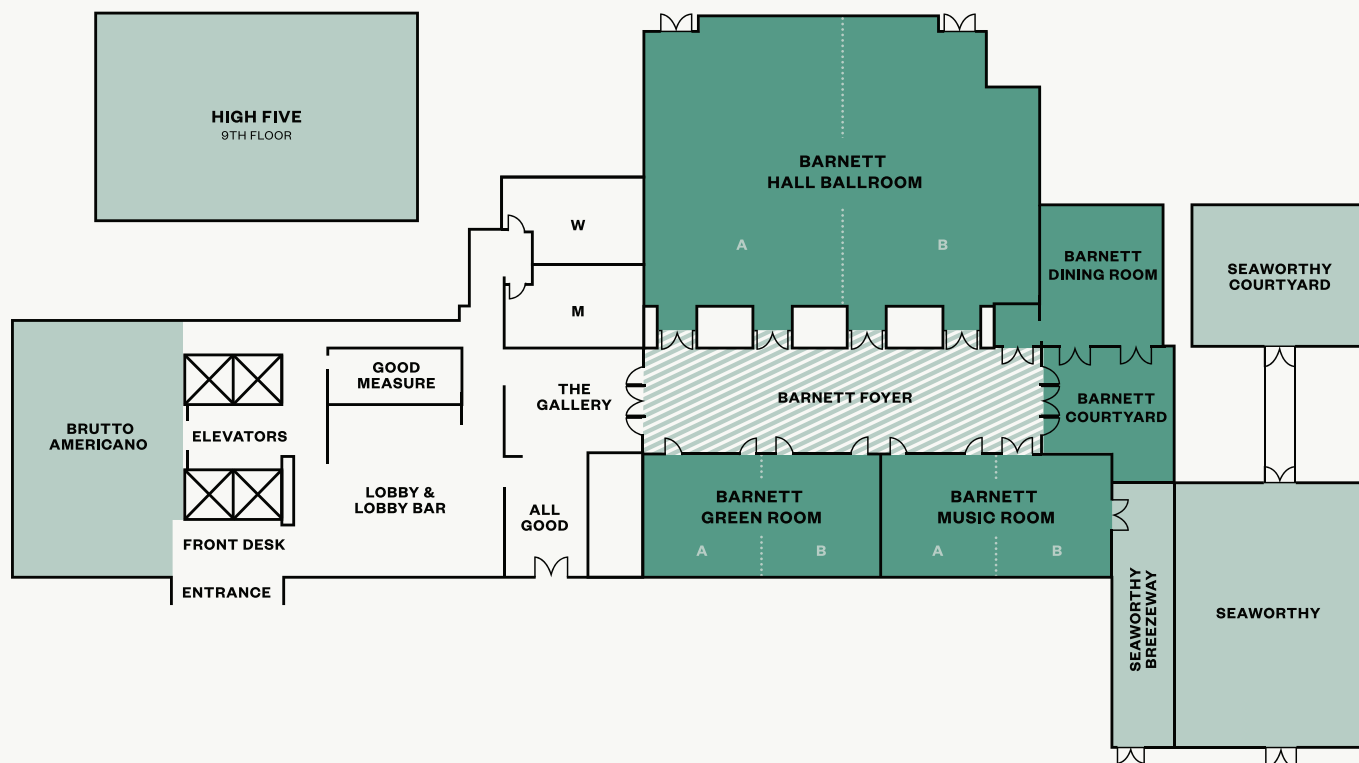 HIGH FIVE
9TH FLOOR
BARNETT
HALL BALLROOM
A
B
W
M
BARNETT
DINING ROOM
SEAWORTHY
COURTYARD
GOOD
MEASURE
THE
GALLERY
BARNETT FOYER
BARNETT
COURTYARD
BRUTTO
AMERICANO
ELEVATORS
LOBBY &
LOBBY BAR
ALL
GOOD
BARNETT
GREEN ROOM
A
B
BARNETT
MUSIC ROOM
A
B
FRONT DESK
ENTRANCE
SEAWORTHY
BREEZEWAY
SEAWORTHY